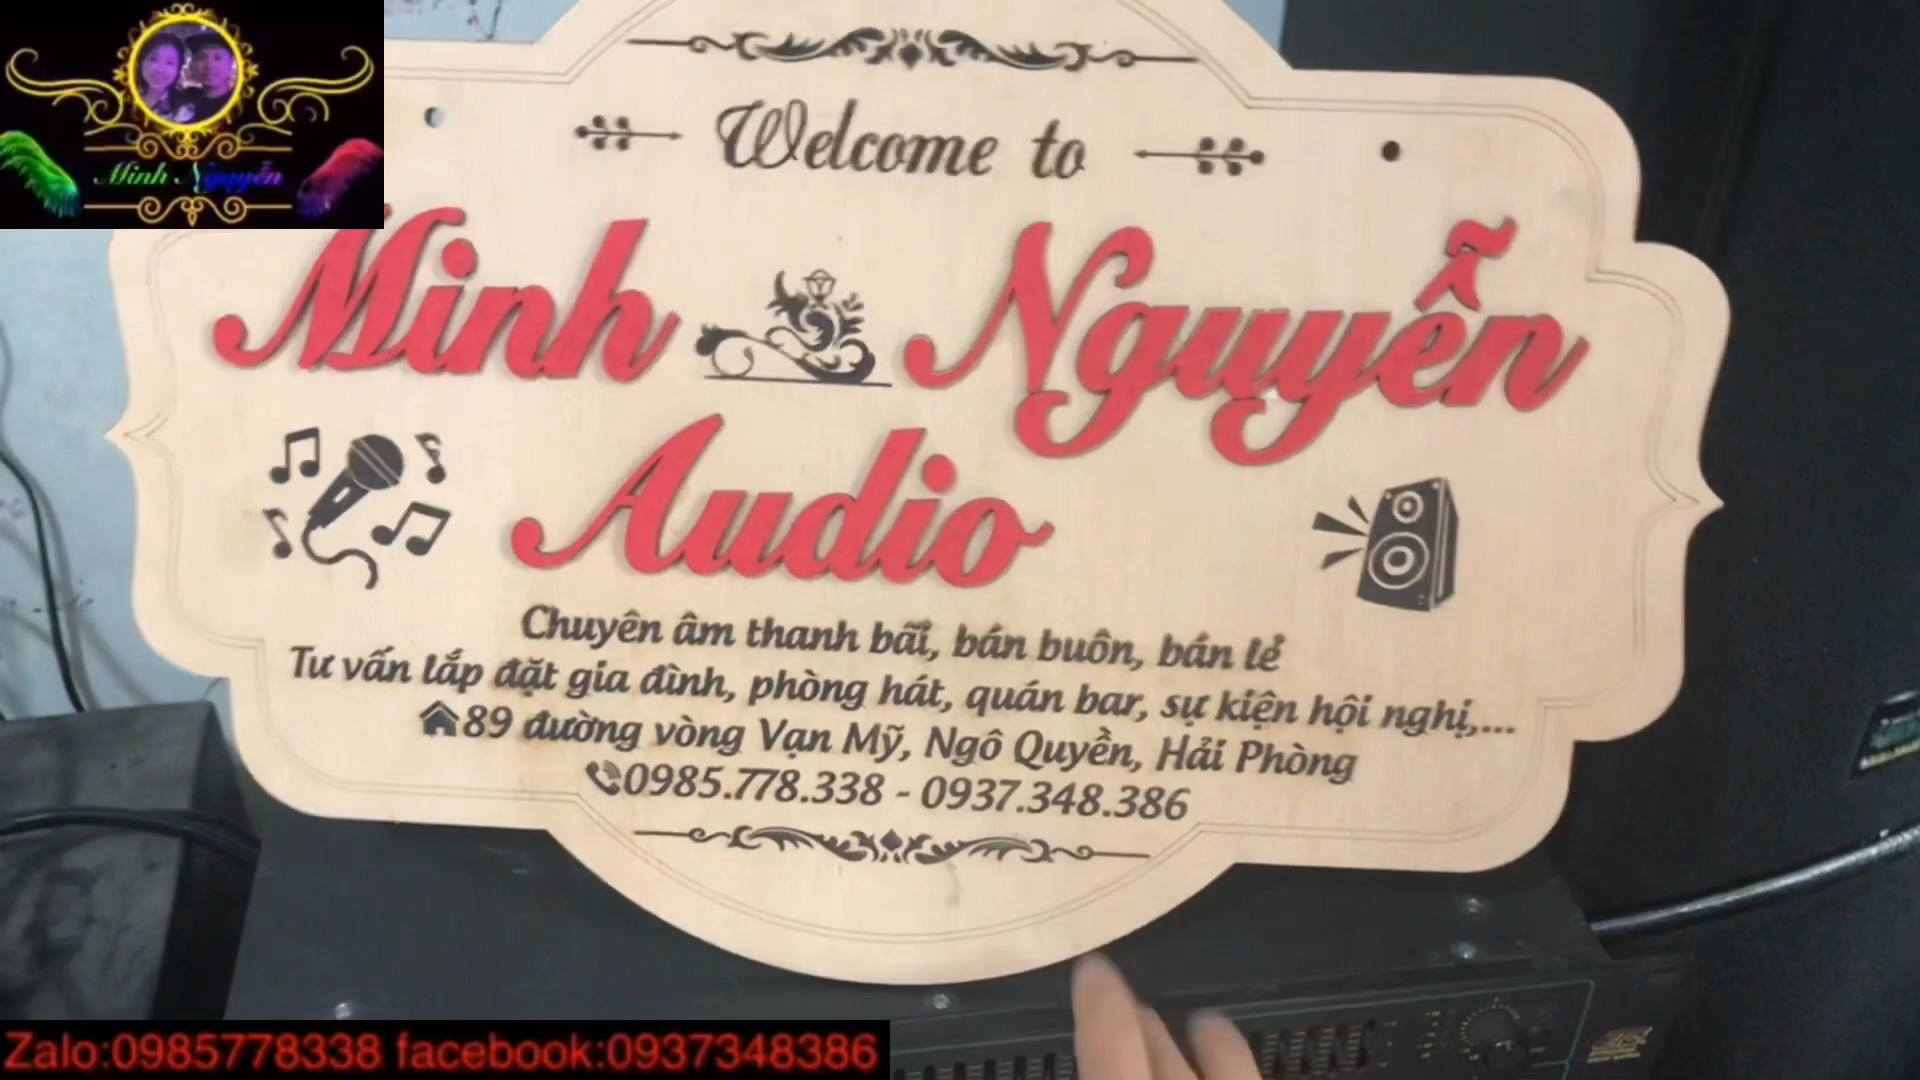 Minh Nguyễn
Welcome to
Minh Nguyễn
Audio
Chuyên âm thanh bãi, bán buôn, bán lẻ
Tư vấn lắp đặt gia đình, phòng hát, quán bar, sự kiện hội nghị,...
89 đường vòng Vạn Mỹ, Ngô Quyền, Hải Phòng
0985.778.338 - 0937.348.386
Zalo:0985778338 facebook:0937348386